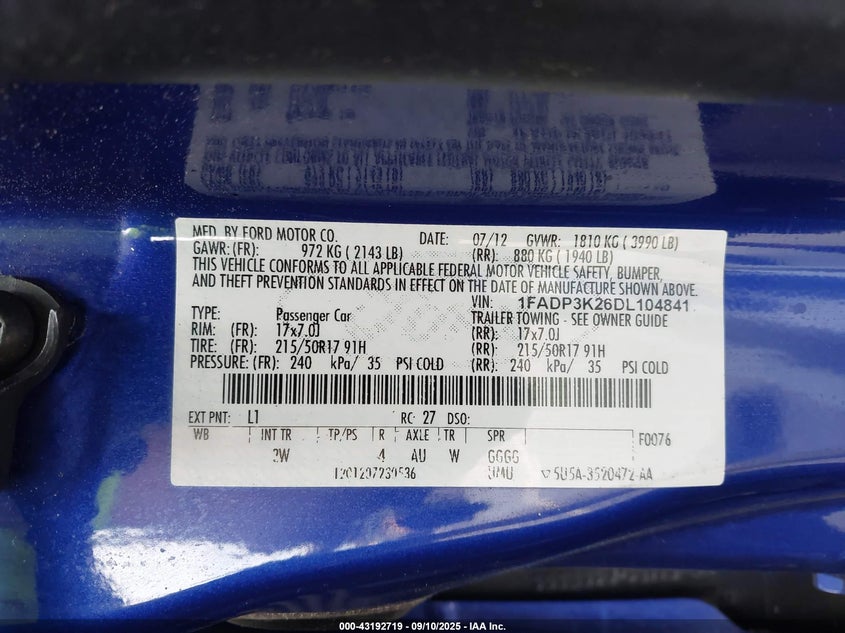 MFD. BY FORD MOTOR CO. DATE: 07/12 GVWR: 1810 KG ( 3990 LB)
GAWR: (FR): 972 KG ( 2143 LB) (RR): 880 KG ( 1940 LB)
THIS VEHICLE CONFORMS TO ALL APPLICABLE FEDERAL MOTOR VEHICLE SAFETY, BUMPER,
AND THEFT PREVENTION STANDARDS IN EFFECT ON THE DATE OF MANUFACTURE SHOWN ABOVE.
VIN: 1FADP3K26DL104841
TYPE: Passenger Car TRAILER TOWING - SEE OWNER GUIDE
RIM: (FR): 17x7.0J (RR): 17x7.0J
TIRE: (FR): 215/50R17 91H (RR): 215/50R17 91H
PRESSURE: (FR): 240 kPa/ 35 PSI COLD (RR): 240 kPa/ 35 PSI COLD
EXT PNT: L1 RC: 27 DSO:
WB INT TR TP/PS R AXLE TR SPR F0076
2W 4 AU W GGGG
UMU
000-43192719 - 09/10/2025 - IAA Inc.